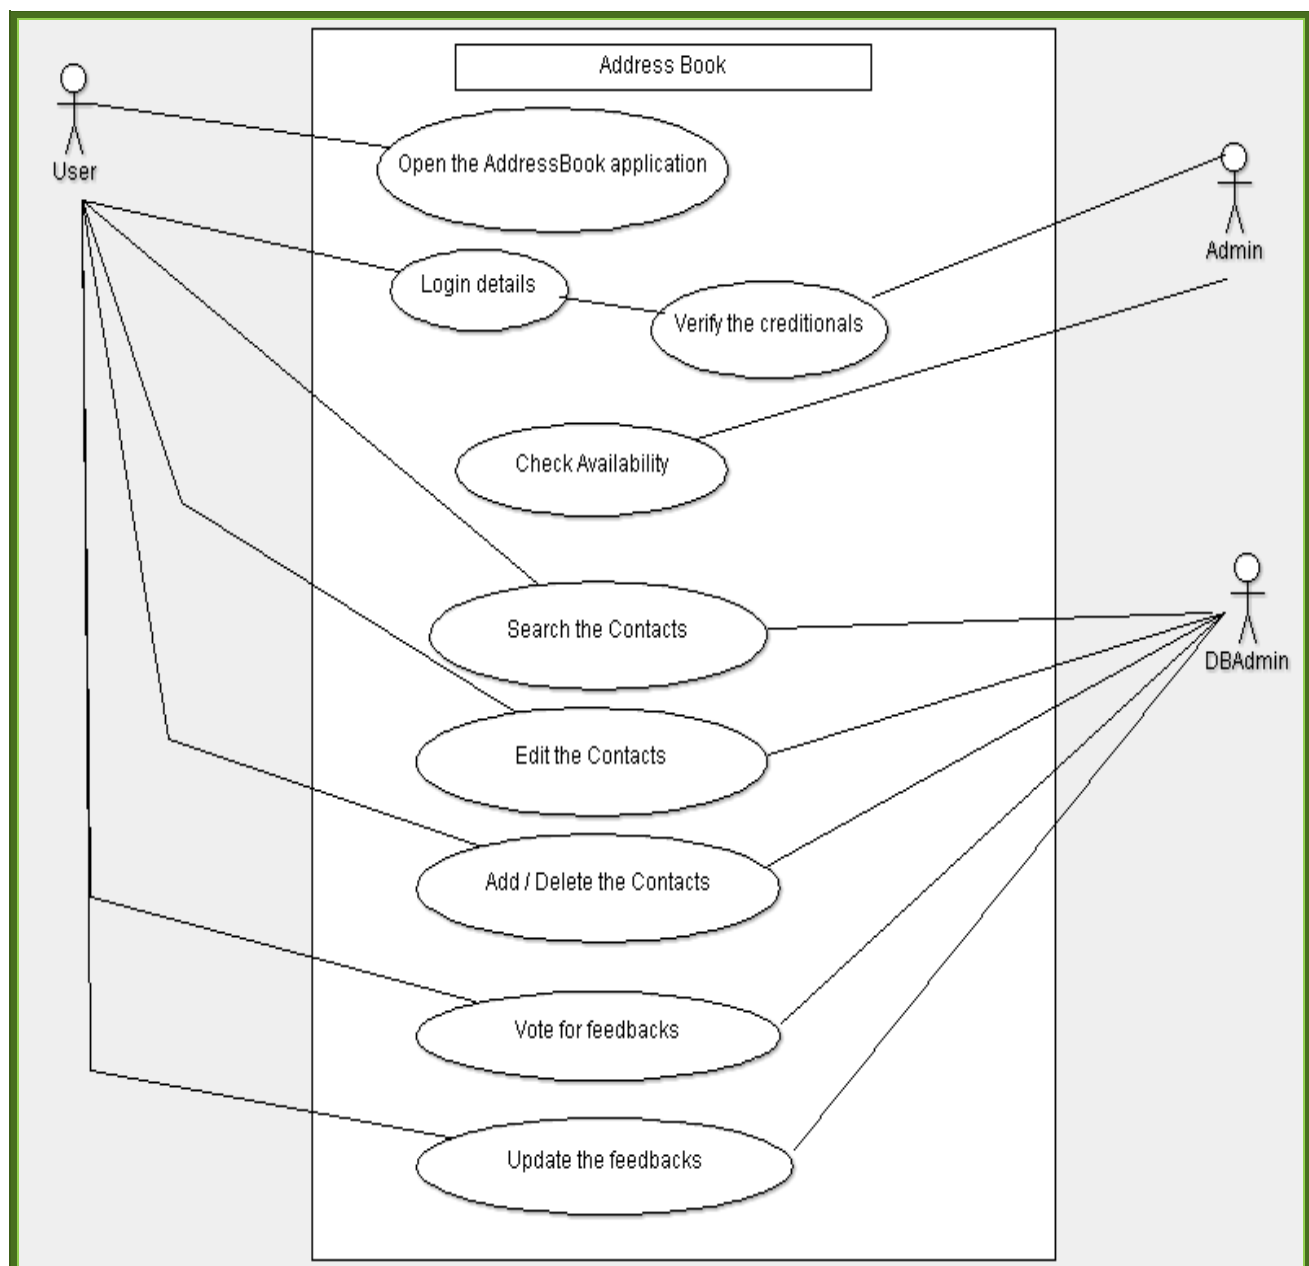 Address Book
User
Open the AddressBook application
Admin
Login details
Verify the creditionals
Check Availability
Search the Contacts
DBAdmin
Edit the Contacts
Add / Delete the Contacts
Vote for feedbacks
Update the feedbacks